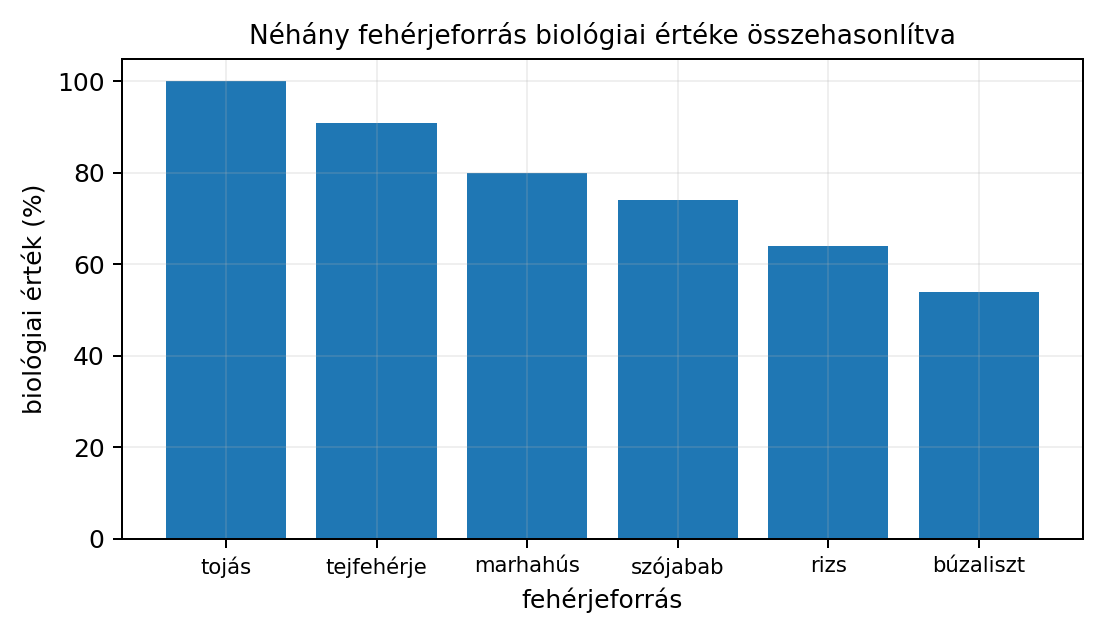 Néhány fehérjeforrás biológiai értéke összehasonlítva
biológiai érték (%)
100
80
60
40
20
0
tojás tejfehérje marhahús szójabab rizs búzaliszt
fehérjeforrás